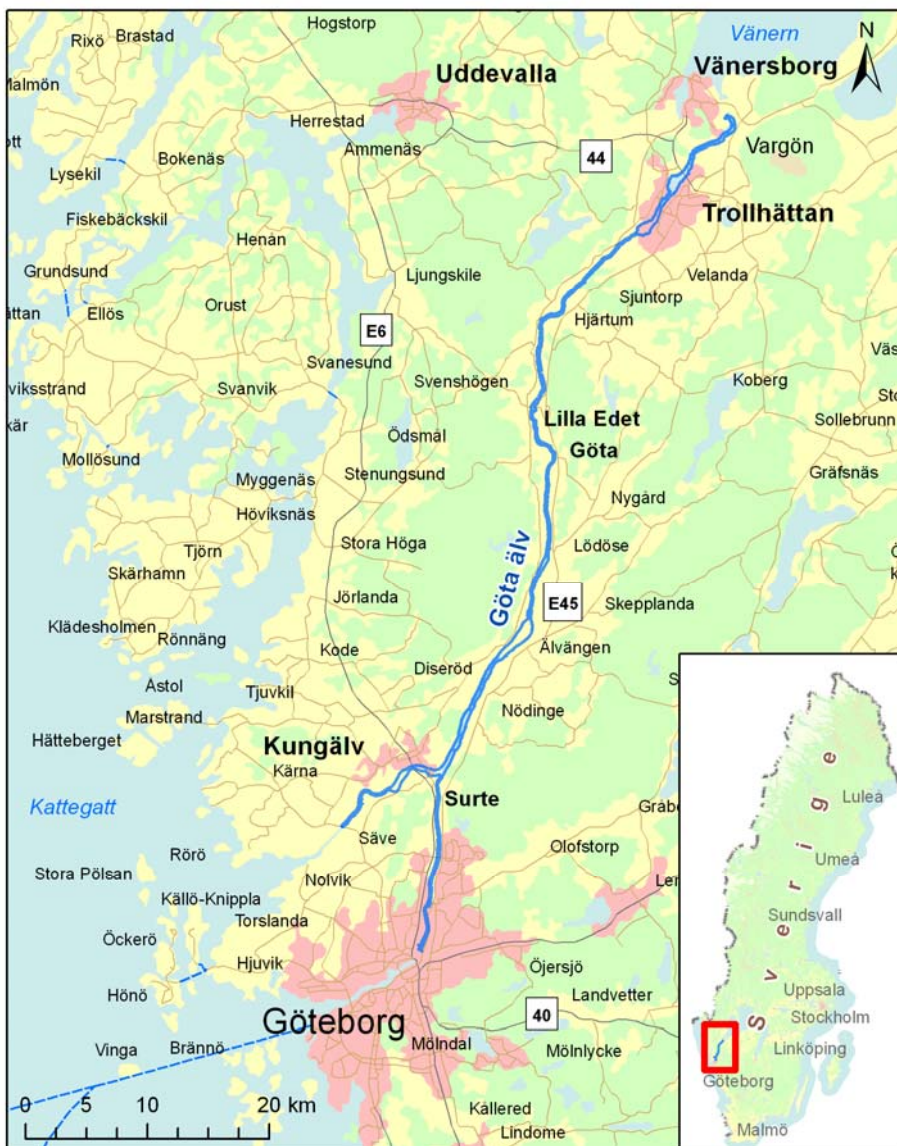 Hogstorp
Vänern
N
Rixö
Brastad
Uddevalla
Vänersborg
Malmön
Herrestad
Ammenäs
44
Vargön
Bokenäs
Lysekil
Trollhättan
Fiskebäckskil
Henån
Grundsund
Ljungskile
Velanda
Sjuntorp
Ellös
Orust
E6
Hjärtum
Svanesund
viksstrand
Svanvik
Svenshögen
Koberg
Lilla Edet
Sollebrunn
Ödsmål
Göta
Mollösund
Stenungsund
Gräfsnäs
Myggenäs
Nygård
Höviksnäs
Stora Höga
Lödöse
Tjörn
Göta älv
Skärhamn
Jörlanda
E45
Skepplanda
Klädesholmen
Rönnäng
Kode
Diseröd
Älvängen
Åstol
Tjuvkil
Marstrand
Nödinge
Hätteberget
Kungälv
Kärna
Kattegatt
Surte
Säve
Olofstorp
Rörö
Stora Pölsan
Nolvik
Källö-Knippla
Torslanda
Öckerö
Hjuvik
Öjersjö
Hönö
Landvetter
Göteborg
40
Vinga
Brännö
Mölndal
Mölnlycke
0 5 10 20 km
Kållered
Lindome
Sverige
Luleå
Umeå
Sundsvall
Uppsala
Stockholm
Linköping
Göteborg
Malmö